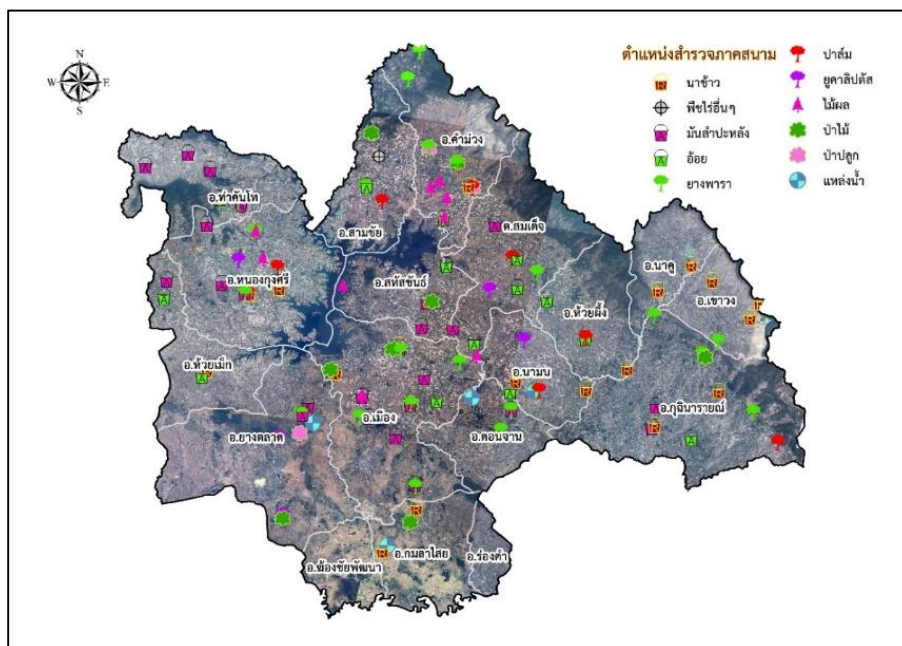 N
W E
S
ตำแหน่งสำรวจภาคสนาม
นาข้าว
พืชไร่อื่นๆ
มันสำปะหลัง
อ้อย
ยางพารา
ปาล์ม
ยูคาลิปตัส
ไม้ผล
ป่าไม้
ป่าปลูก
แหล่งน้ำ
อ.คำม่วง
อ.ท่าคันโท
อ.สามชัย
ต.สมเด็จ
อ.นาคู
อ.หนองกุงศรี
อ.สหัสขันธ์
อ.เขาวง
อ.ห้วยผึ้ง
อ.ห้วยเม็ก
อ.นามน
อ.เมือง
อ.กุฉินารายณ์
อ.ยางตลาด
อ.ดอนจาน
อ.ฆ้องชัยพัฒนา
อ.กมลาไสย
อ.ร่องคำ